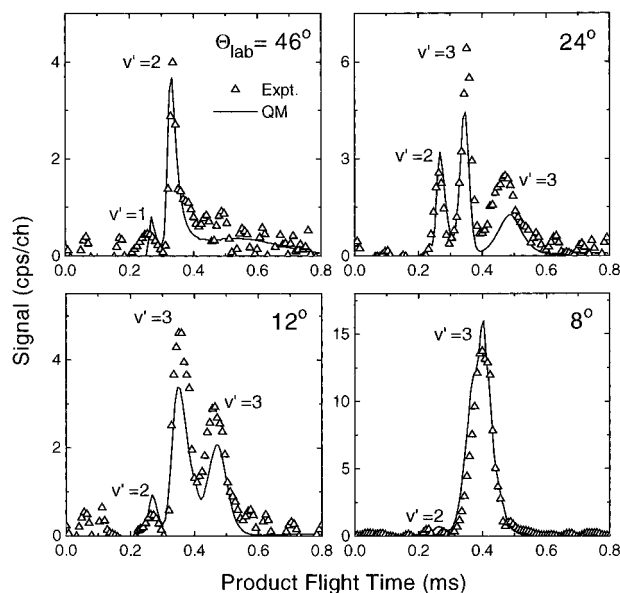 Θlab= 46°
v'=2
Expt.
QM
v'=1
4
2
0
0.0 0.2 0.4 0.6 0.8
24°
v'=3
v'=2
v'=3
6
3
0
0.0 0.2 0.4 0.6 0.8
Signal (cps/ch)
12°
v'=3
v'=3
v'=2
4
2
0
0.0 0.2 0.4 0.6 0.8
8°
v'=3
v'=2
15
10
5
0
0.0 0.2 0.4 0.6 0.8
Product Flight Time (ms)